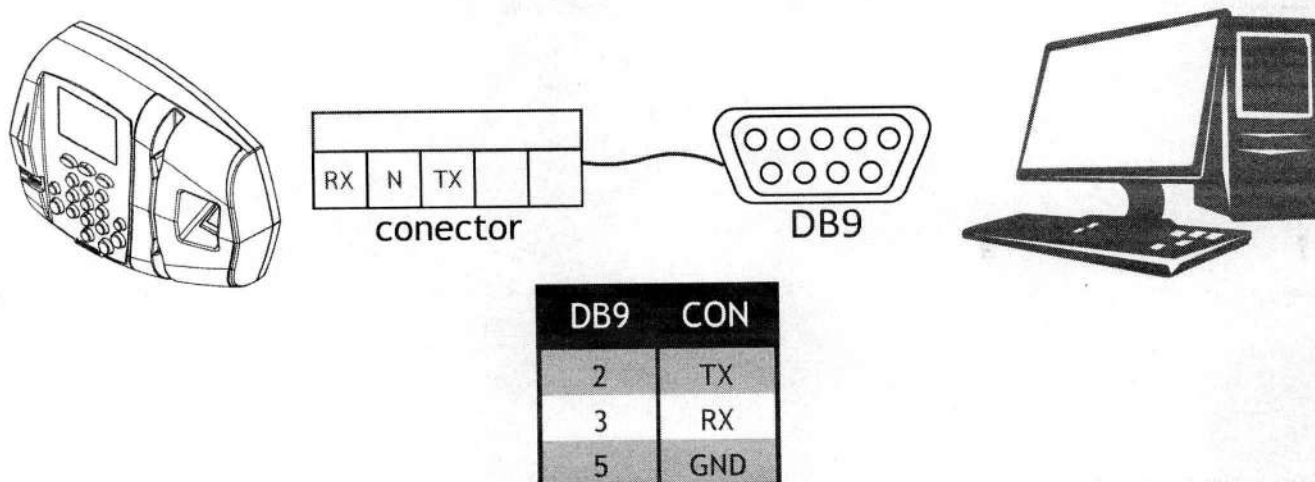 RX N TX
conector
DB9
DB9 CON
2 TX
3 RX
5 GND